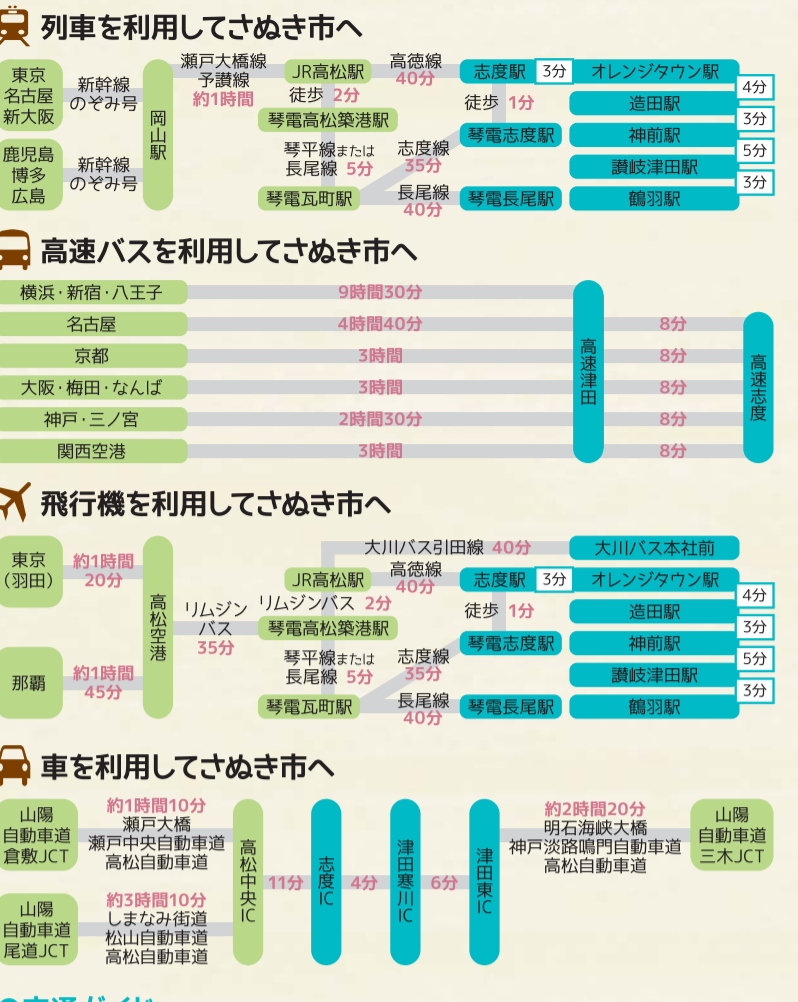 列車を利用してさぬき市へ
東京
名古屋
新大阪
新幹線
のぞみ号
鹿児島
博多
広島
新幹線
のぞみ号
岡山駅
瀬戸大橋線
予讃線
約1時間
JR高松駅
高徳線
40分
志度駅
3分
オレンジタウン駅
4分
徒歩 2分
徒歩 1分
造田駅
3分
琴電高松築港駅
琴電志度駅
神前駅
5分
琴平線または
長尾線 5分
志度線
35分
讃岐津田駅
3分
琴電瓦町駅
長尾線
40分
琴電長尾駅
鶴羽駅
高速バスを利用してさぬき市へ
横浜・新宿・八王子
9時間30分
名古屋
4時間40分
8分
京都
3時間
8分
大阪・梅田・なんば
3時間
8分
神戸・三ノ宮
2時間30分
8分
関西空港
3時間
8分
高速津田
高速志度
飛行機を利用してさぬき市へ
東京
(羽田)
約1時間
20分
那覇
約1時間
45分
高松空港
リムジン
バス
35分
大川バス引田線 40分
大川バス本社前
JR高松駅
高徳線
40分
志度駅
3分
オレンジタウン駅
4分
リムジンバス 2分
徒歩 1分
造田駅
3分
琴電高松築港駅
琴電志度駅
神前駅
5分
琴平線または
長尾線 5分
志度線
35分
讃岐津田駅
3分
琴電瓦町駅
長尾線
40分
琴電長尾駅
鶴羽駅
車を利用してさぬき市へ
山陽
自動車道
倉敷JCT
約1時間10分
瀬戸大橋
瀬戸中央自動車道
高松自動車道
山陽
自動車道
尾道JCT
約3時間10分
しまなみ街道
松山自動車道
高松自動車道
高松中央IC
11分
志度IC
4分
津田寒川IC
6分
津田東IC
約2時間20分
明石海峡大橋
神戸淡路鳴門自動車道
高松自動車道
山陽
自動車道
三木JCT